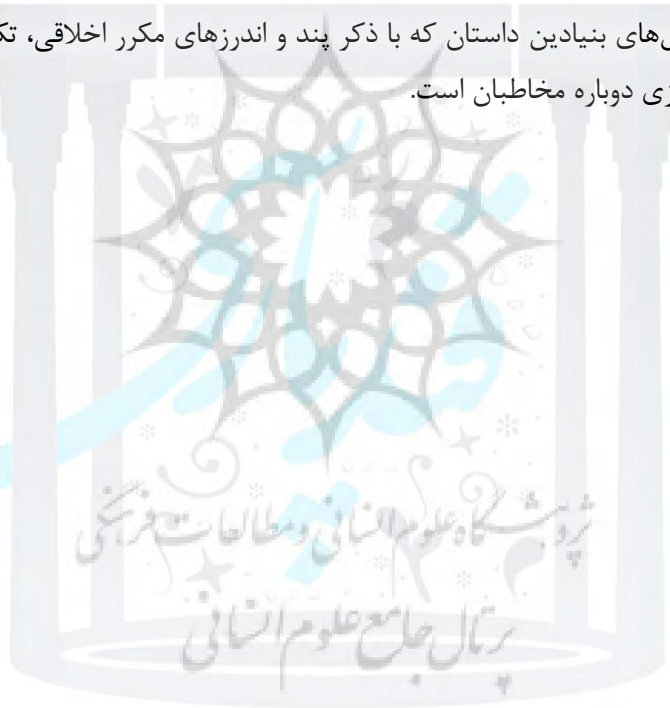 ‌های بنیادین داستان که با ذکر پند و اندرزهای مکرر اخلاقی،
زی دوباره مخاطبان است.
پژوهشگاه علوم انسانی و مطالعات فرهنگی
پرتال جامع علوم انسانی